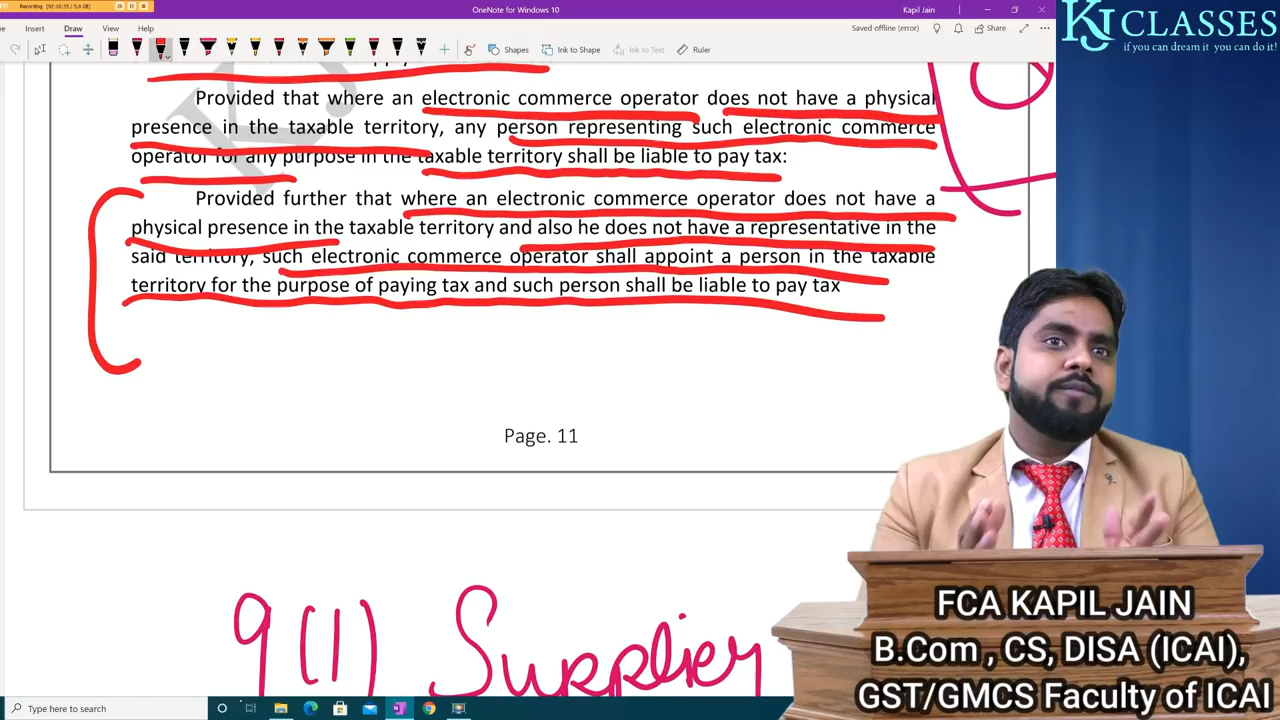 Recording
OneNote for Windows 10
Kapil Jain
Insert Draw View Help
Saved offline (error)
Share
Shapes
Ink to Shape
Ink to Text
Ruler
KJ CLASSES
if you can dream it you can do it!
Provided that where an electronic commerce operator does not have a physical
presence in the taxable territory, any person representing such electronic commerce
operator for any purpose in the taxable territory shall be liable to pay tax:
Provided further that where an electronic commerce operator does not have a
physical presence in the taxable territory and also he does not have a representative in the
said territory, such electronic commerce operator shall appoint a person in the taxable
territory for the purpose of paying tax and such person shall be liable to pay tax
Page. 11
9(1) Supplier
FCA KAPIL JAIN
B.Com , CS, DISA (ICAI),
GST/GMCS Faculty of ICAI
Type here to search